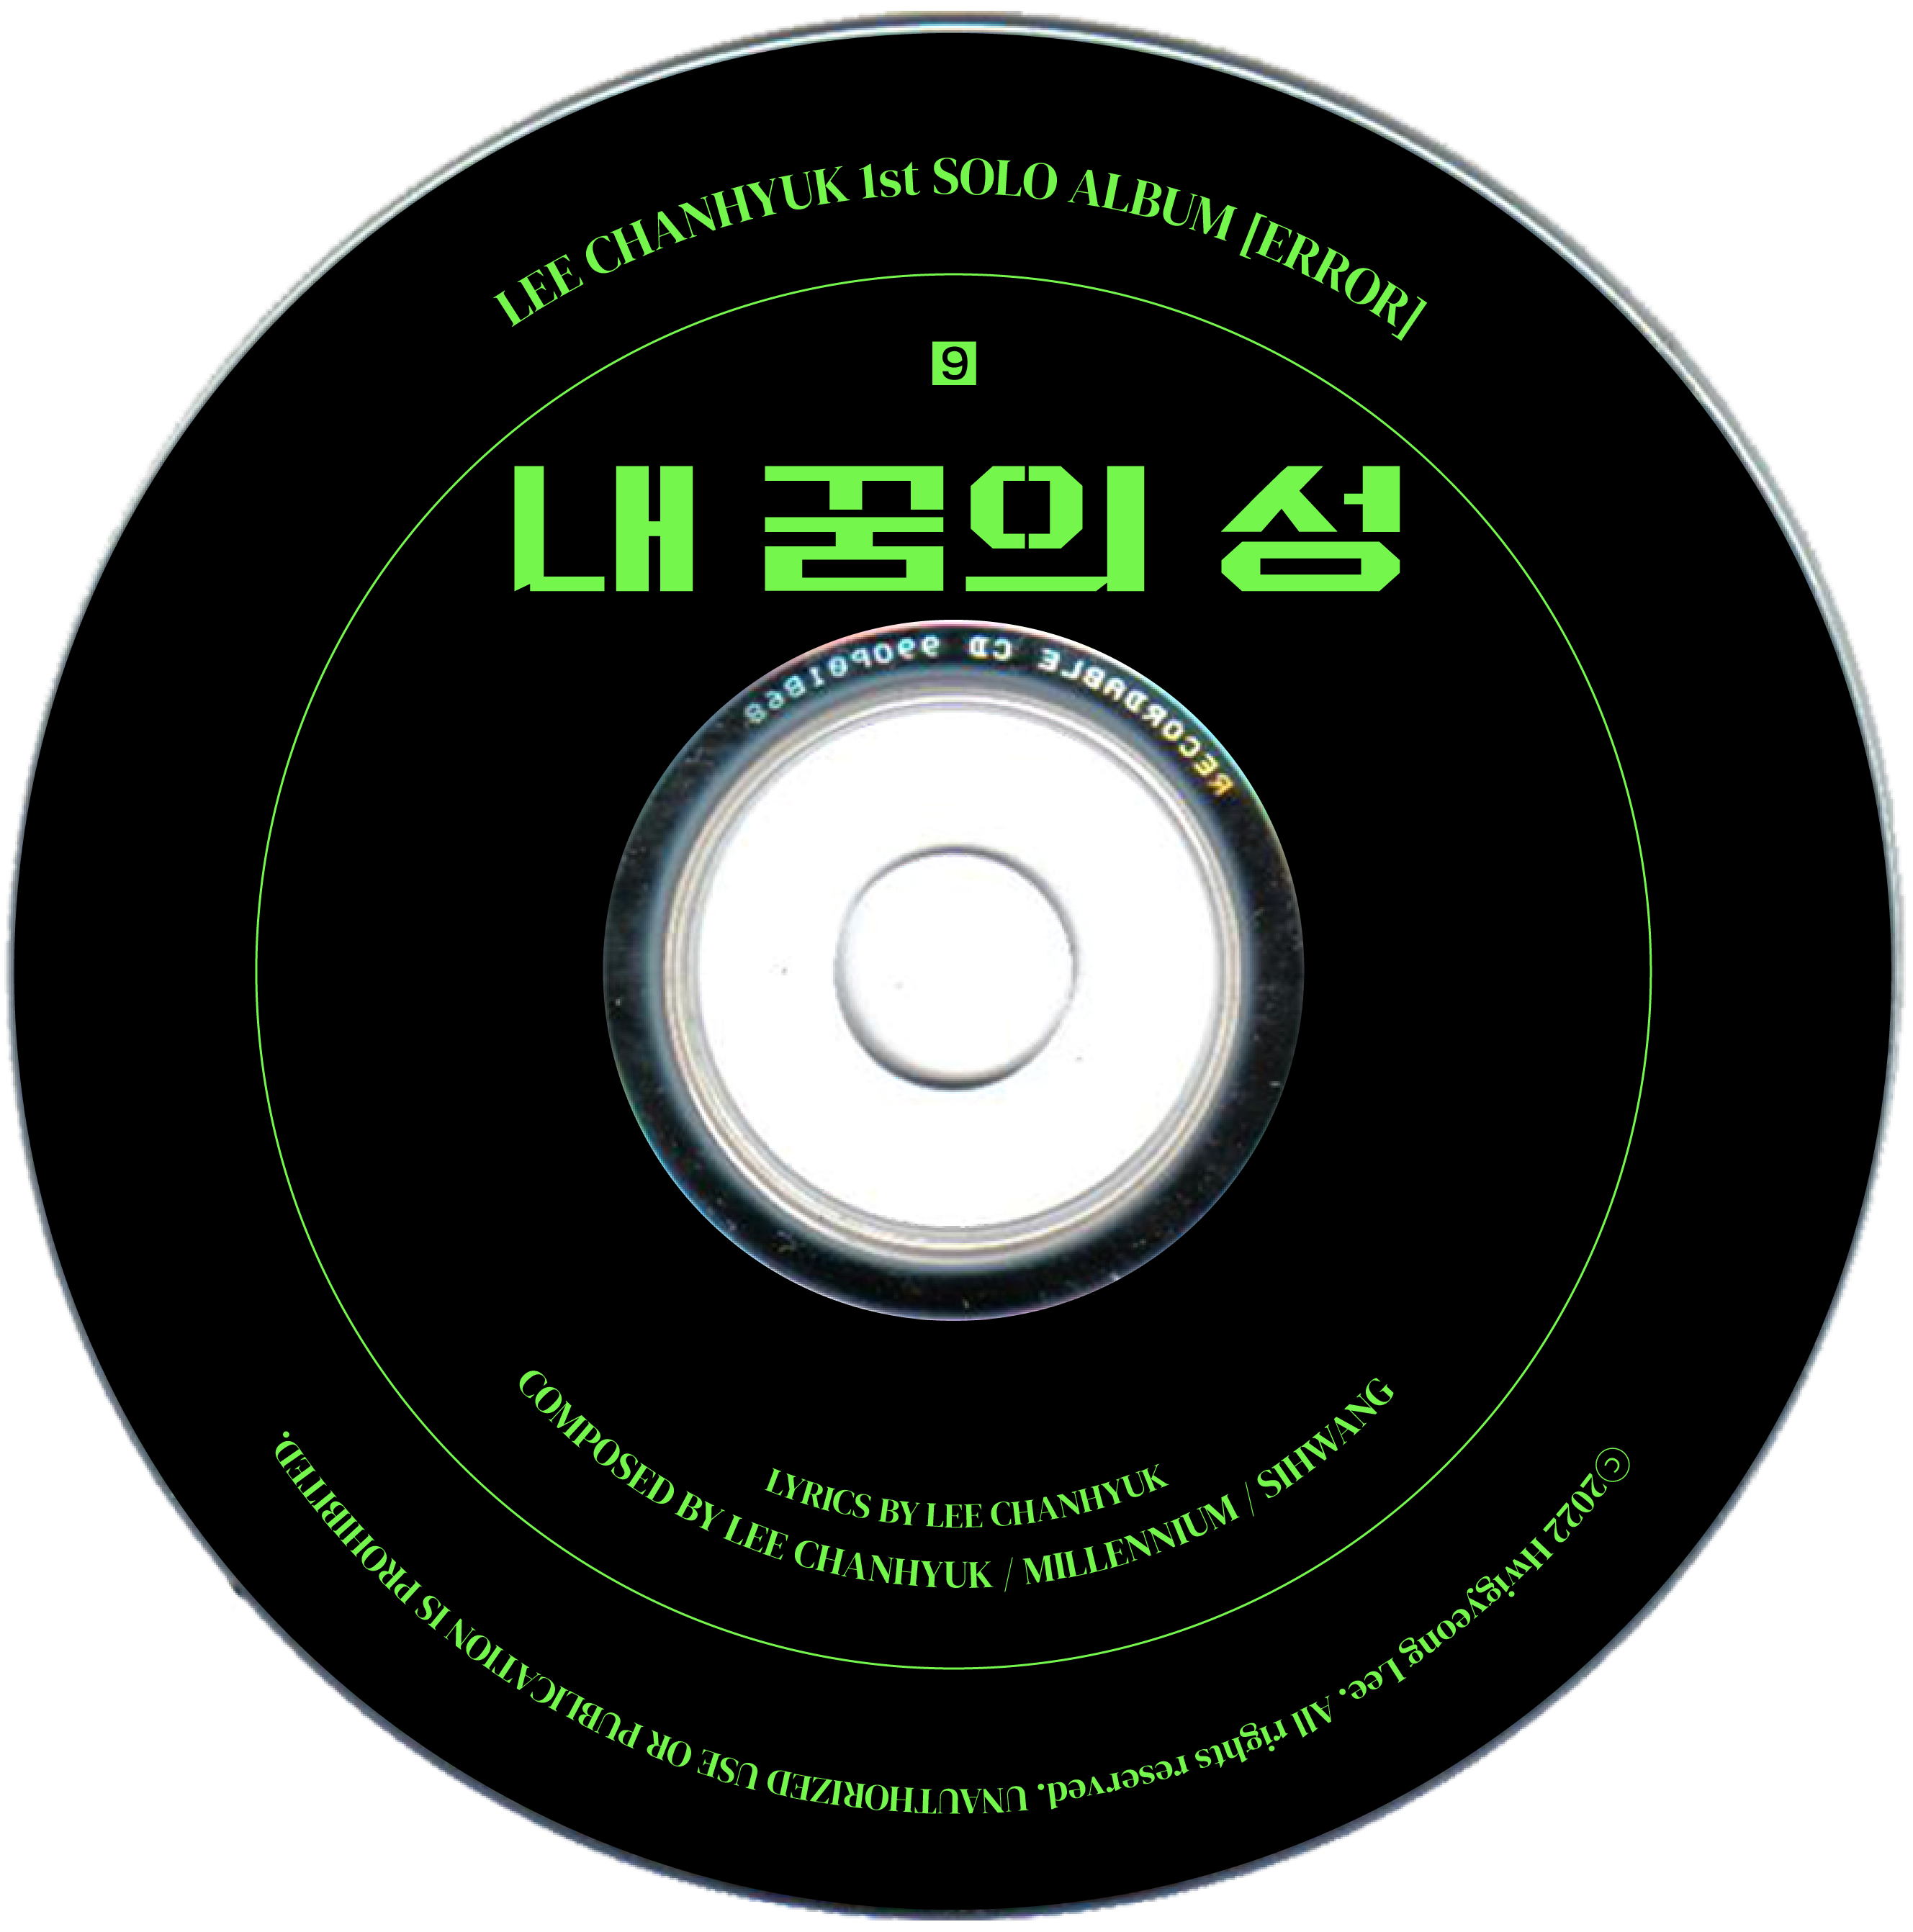 LEE CHANHYUK 1st SOLO ALBUM [ERROR]
9
내 꿈의 성
RECORDABLE CD
LYRICS BY LEE CHANHYUK
COMPOSED BY LEE CHANHYUK / MILLENNIUM / SIHWANG
©2022 Hwigyeong Lee. All rights reserved. UNAUTHORIZED USE OR PUBLICATION IS PROHIBITED.